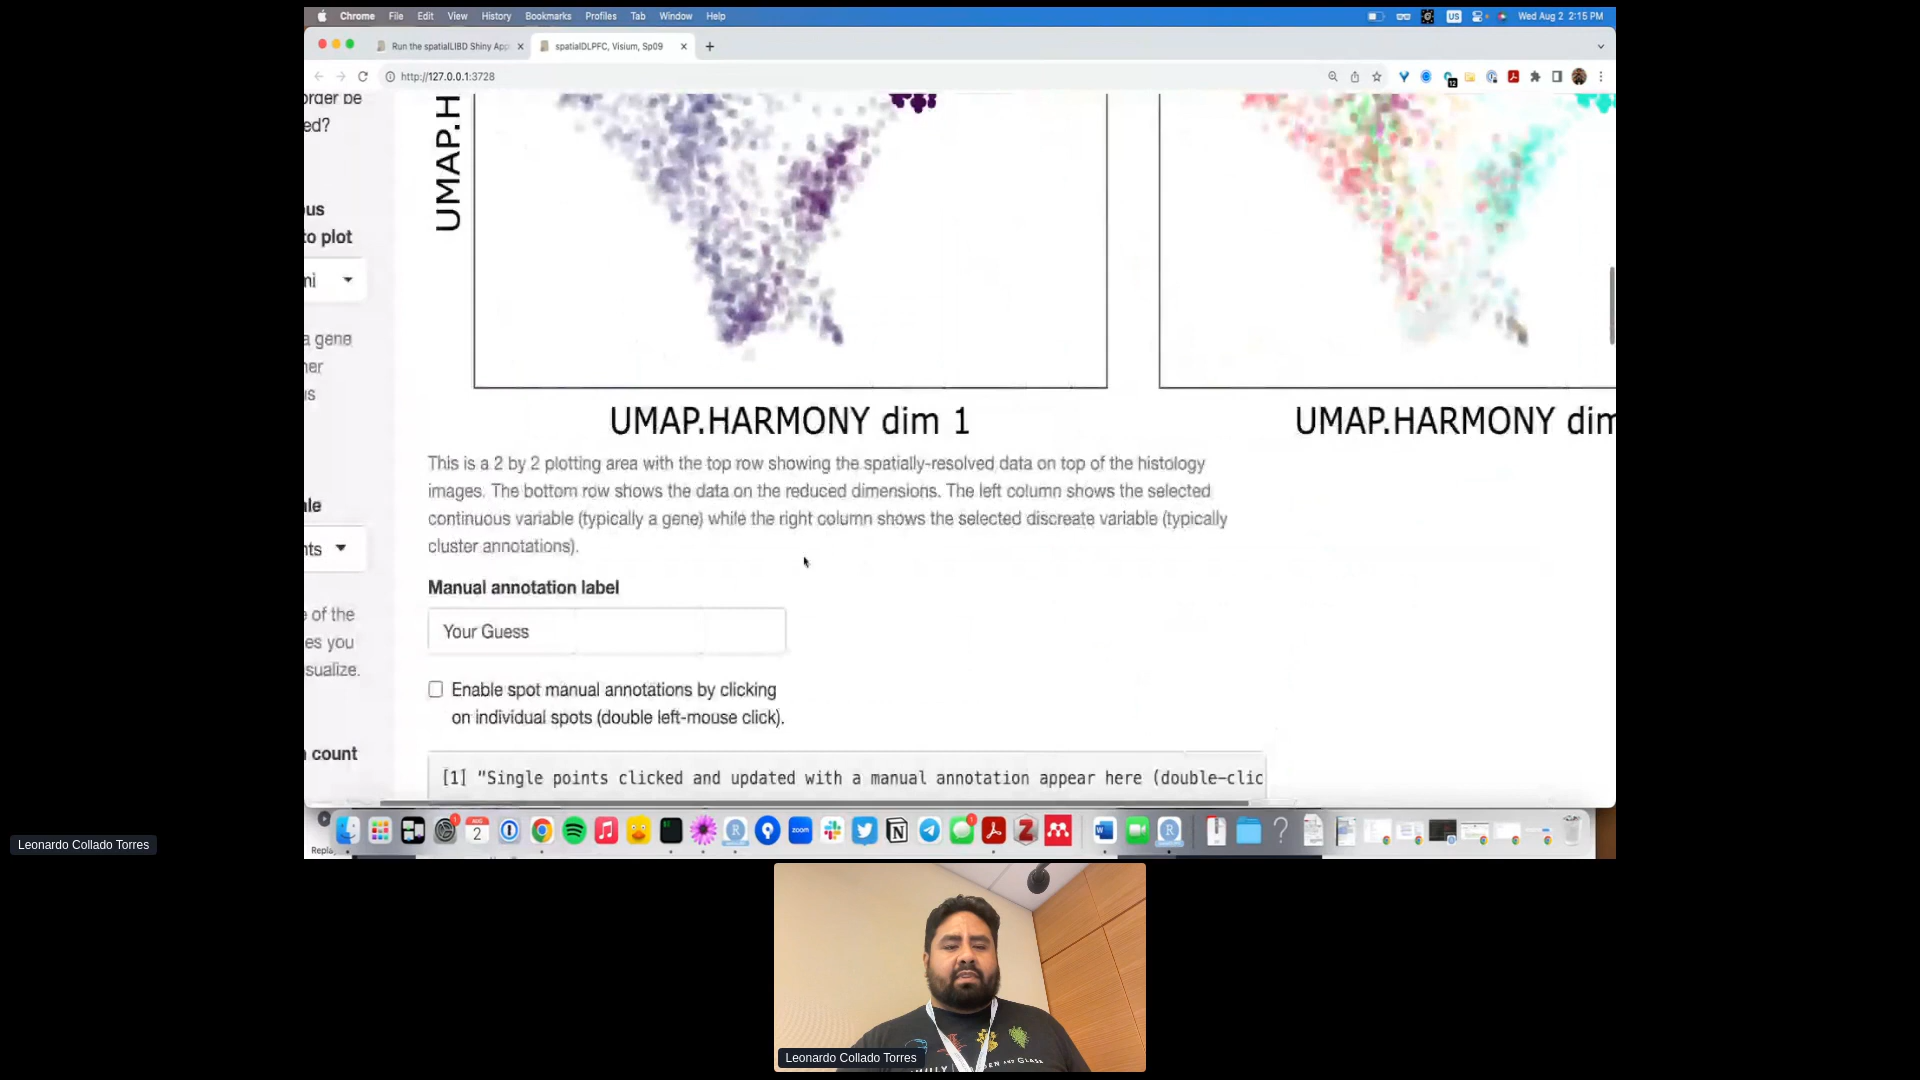 Chrome File Edit View History Bookmarks Profiles Tab Window Help
US Wed Aug 2 2:15 PM
Run the spatialLIBD Shiny App
spatialDLPFC, Visium, Sp09
http://127.0.0.1:3728
order be
ed?
us
to plot
ni
a gene
her
is
ale
nts
e of the
es you
sualize.
n count
UMAP.H
UMAP.HARMONY dim 1
UMAP.HARMONY dim
This is a 2 by 2 plotting area with the top row showing the spatially-resolved data on top of the histology
images. The bottom row shows the data on the reduced dimensions. The left column shows the selected
continuous variable (typically a gene) while the right column shows the selected discreate variable (typically
cluster annotations).
Manual annotation label
Your Guess
Enable spot manual annotations by clicking
on individual spots (double left-mouse click).
[1] "Single points clicked and updated with a manual annotation appear here (double-clic
AUG
2
zoom
Repla
Leonardo Collado Torres
Leonardo Collado Torres